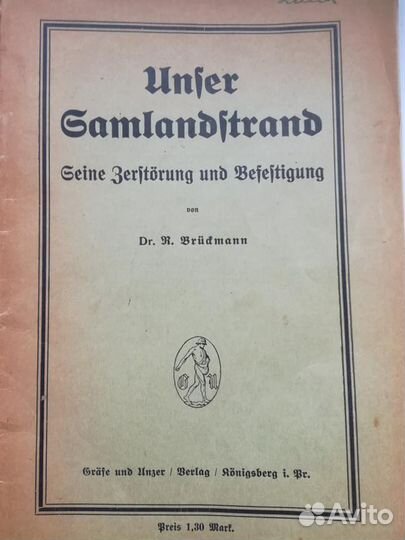 Unſer
Samlandſtrand
Seine Zerſtörung und Befeſtigung
von
Dr. R. Brückmann
G U
Gräfe und Unzer / Verlag / Königsberg i. Pr.
Preis 1,30 Mark.
Avito